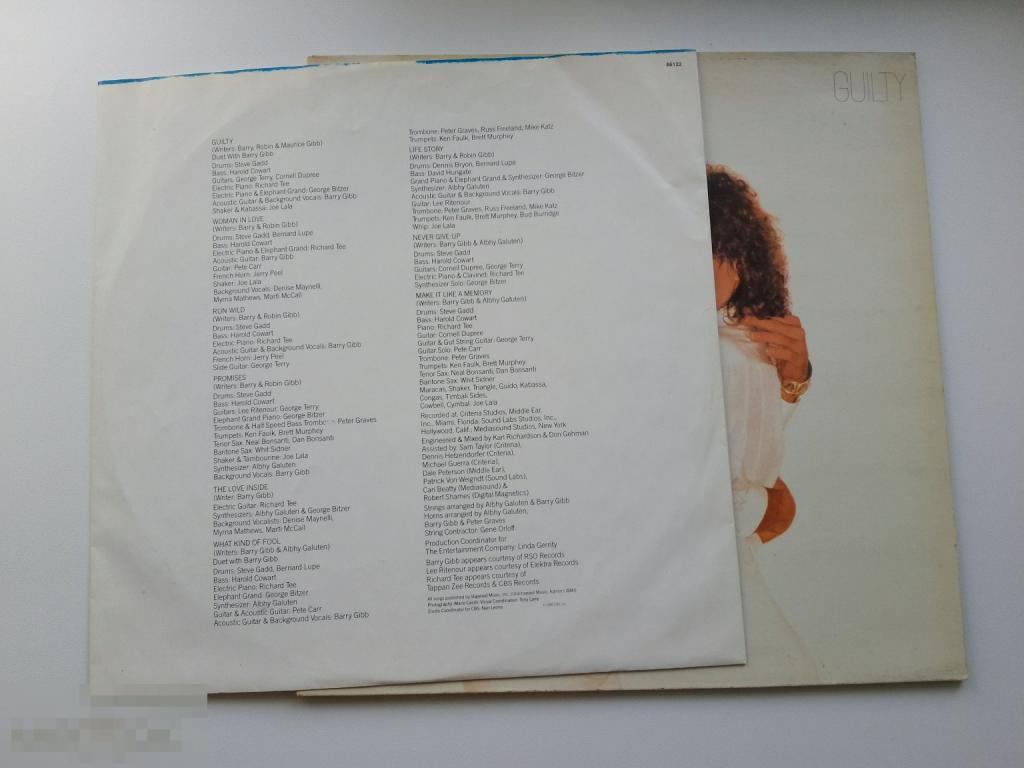 86122
GUILTY
GUILTY
(Writers: Barry, Robin & Maurice Gibb)
Duet With Barry Gibb
Drums: Steve Gadd
Bass: Harold Cowart
Guitars: George Terry, Cornell Dupree
Electric Piano: Richard Tee
Electric Piano & Elephant Grand: George Bitzer
Acoustic Guitar & Background Vocals: Barry Gibb
Shaker & Kabassa: Joe Lala
WOMAN IN LOVE
(Writers: Barry & Robin Gibb)
Drums: Steve Gadd, Bernard Lupe
Bass: Harold Cowart
Electric Piano & Elephant Grand: Richard Tee
Acoustic Guitar: Barry Gibb
Guitar: Pete Carr
French Horn: Jerry Peel
Shaker: Joe Lala
Background Vocals: Denise Maynelli,
Myrna Mathews, Marti McCall
RUN WILD
(Writers: Barry & Robin Gibb)
Drums: Steve Gadd
Bass: Harold Cowart
Electric Piano: Richard Tee
Acoustic Guitar & Background Vocals: Barry Gibb
French Horn: Jerry Peel
Slide Guitar: George Terry
PROMISES
(Writers: Barry & Robin Gibb)
Drums: Steve Gadd
Bass: Harold Cowart
Guitars: Lee Ritenour, George Terry
Elephant Grand Piano: George Bitzer
Trombone & Half Speed Bass Peter Graves
Trumpets: Ken Faulk, Brett Murphey
Tenor Sax: Neal Bonsanti, Dan Bonsanti
Baritone Sax: Whit Sidner
Shaker & Tambourine: Joe Lala
Synthesizer: Albhy Galuten
Background Vocals: Barry Gibb
THE LOVE INSIDE
(Writer: Barry Gibb)
Electric Guitar: Richard Tee
Synthesizers: Albhy Galuten & George Bitzer
Background Vocalists: Denise Maynelli,
Myrna Mathews, Marti McCall
WHAT KIND OF FOOL
(Writers: Barry Gibb & Albhy Galuten)
Duet with Barry Gibb
Drums: Steve Gadd, Bernard Lupe
Bass: Harold Cowart
Electric Piano: Richard Tee
Elephant Grand: George Bitzer
Synthesizer: Albhy Galuten
Guitar & Acoustic Guitar: Pete Carr
Acoustic Guitar & Background Vocals: Barry Gibb
Trombone: Peter Graves, Russ Freeland, Mike Katz
Trumpets: Ken Faulk, Brett Murphey
LIFE STORY
(Writers: Barry & Robin Gibb)
Drums: Dennis Bryon, Bernard Lupe
Bass: David Hungate
Grand Piano & Elephant Grand & Synthesizer: George Bitzer
Synthesizer: Albhy Galuten
Acoustic Guitar & Background Vocals: Barry Gibb
Guitar: Lee Ritenour
Trombone: Peter Graves, Russ Freeland, Mike Katz
Trumpets: Ken Faulk, Brett Murphey, Bud Burridge
Whip: Joe Lala
NEVER GIVE UP
(Writers: Barry Gibb & Albhy Galuten)
Drums: Steve Gadd
Bass: Harold Cowart
Guitars: Cornell Dupree, George Terry
Electric Piano & Clavinet: Richard Tee
Synthesizer Solo: George Bitzer
MAKE IT LIKE A MEMORY
(Writers: Barry Gibb & Albhy Galuten)
Drums: Steve Gadd
Bass: Harold Cowart
Piano: Richard Tee
Guitar: Cornell Dupree
Guitar & Gut String Guitar: George Terry
Guitar Solo: Pete Carr
Trombone: Peter Graves
Trumpets: Ken Faulk, Brett Murphey
Tenor Sax: Neal Bonsanti, Dan Bonsanti
Baritone Sax: Whit Sidner
Maracas, Shaker, Triangle, Guido, Kabassa,
Congas, Timbali Sides,
Cowbell, Cymbal: Joe Lala
Recorded at: Criteria Studios, Middle Ear,
Inc., Miami, Florida: Sound Labs Studios, Inc.,
Hollywood, Calif.; Mediasound Studios, New York
Engineered & Mixed by Karl Richardson & Don Gehman
Assisted by: Sam Taylor (Criteria),
Dennis Hetzendorfer (Criteria),
Michael Guerra (Criteria),
Dale Peterson (Middle Ear),
Patrick Von Weigndt (Sound Labs),
Carl Beatty (Mediasound) &
Robert Shames (Digital Magnetics)
Strings arranged by Albhy Galuten & Barry Gibb
Horns arranged by Albhy Galuten,
Barry Gibb & Peter Graves
String Contractor: Gene Orloff
Production Coordinator for
The Entertainment Company: Linda Gerrity
Barry Gibb appears courtesy of RSO Records
Lee Ritenour appears courtesy of Elektra Records
Richard Tee appears courtesy of
Tappan Zee Records & CBS Records